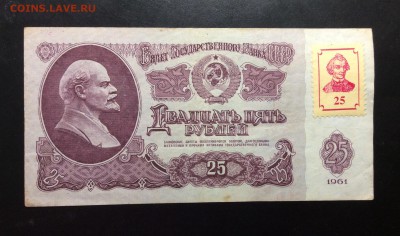 COINS.LAVE.RU
Билет Государственного Банка СССР
25
Двадцать пять
рублей
25
25
1961